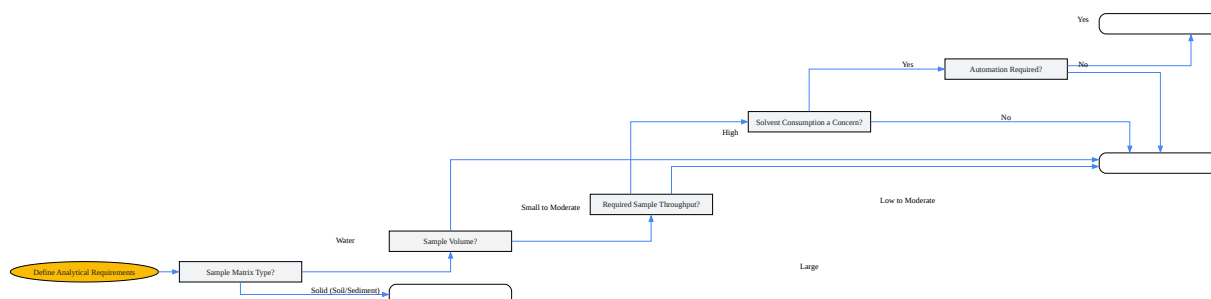 Yes
Yes
Automation Required?
No
Solvent Consumption a Concern?
No
High
Low to Moderate
Small to Moderate
Required Sample Throughput?
Water
Sample Volume?
Large
Define Analytical Requirements
Sample Matrix Type?
Solid (Soil/Sediment)